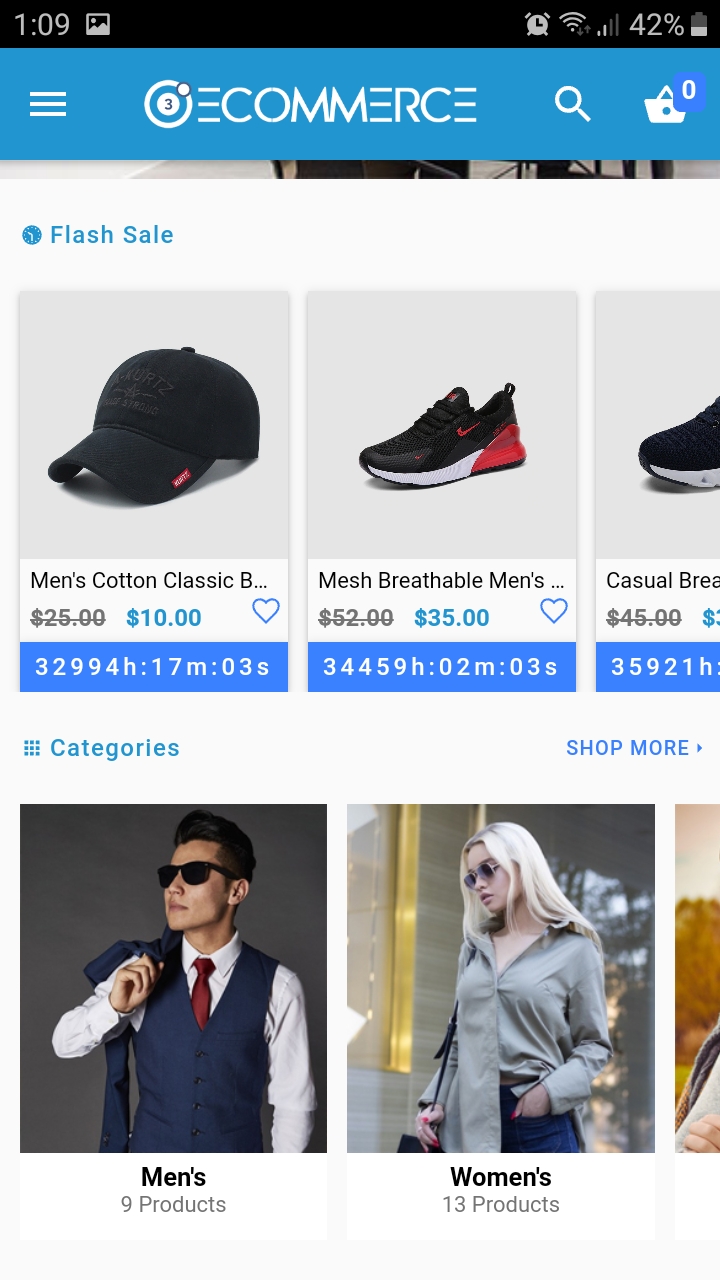 1:09
42%
3
ECOMMERCE
0
Flash Sale
KURTZ
Men's Cotton Classic B...
$25.00 $10.00
32994h:17m:03s
Mesh Breathable Men's ...
$52.00 $35.00
34459h:02m:03s
Casual Brea
$45.00
35921h:
Categories
SHOP MORE
Men's
9 Products
Women's
13 Products